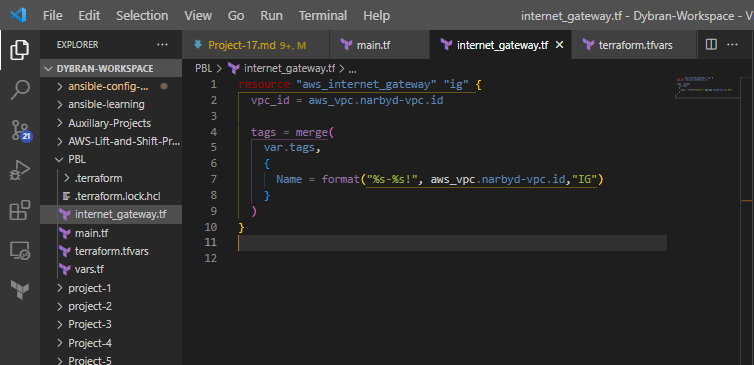 File Edit Selection View Go Run Terminal Help internet_gateway.tf - Dybran-Workspace - V
EXPLORER ...
Project-17.md 9+, M main.tf internet_gateway.tf terraform.tfvars ...
DYBRAN-WORKSPACE
ansible-config-...
ansible-learning
Auxillary-Projects
AWS-Lift-and-Shift-Pr...
PBL
.terraform
.terraform.lock.hcl
internet_gateway.tf
main.tf
terraform.tfvars
vars.tf
project-1
project-2
Project-3
Project-4
Project-5
21
PBL > internet_gateway.tf > ...
1 resource "aws_internet_gateway" "ig" {
2 vpc_id = aws_vpc.narbyd-vpc.id
3
4 tags = merge(
5 var.tags,
6 {
7 Name = format("%s-%s!", aws_vpc.narbyd-vpc.id,"IG")
8 }
9 )
10 }
11
12